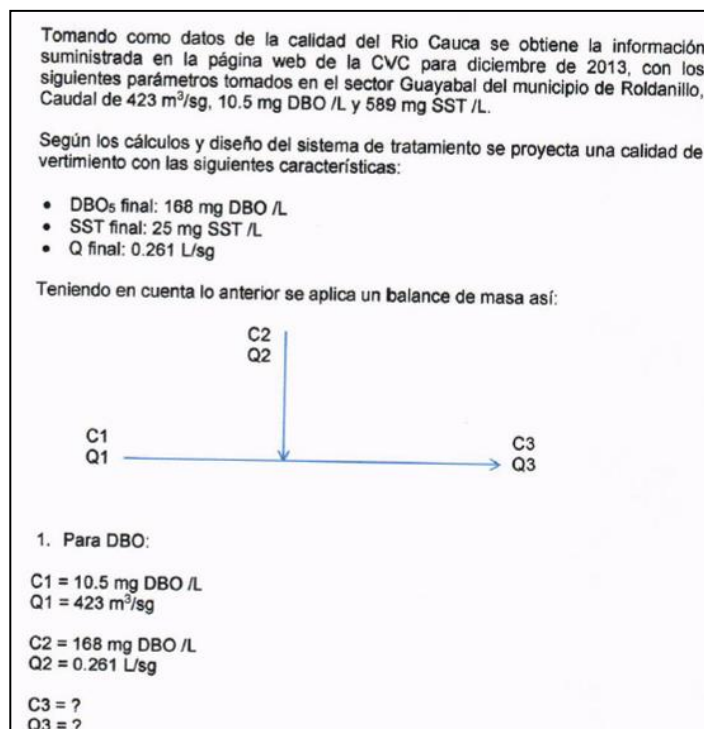 Tomando como datos de la calidad del Rio Cauca se obtiene la información
suministrada en la página web de la CVC para diciembre de 2013, con los
siguientes parámetros tomados en el sector Guayabal del municipio de Roldanillo,
Caudal de 423 m³/sg, 10.5 mg DBO /L y 589 mg SST /L.
Según los cálculos y diseño del sistema de tratamiento se proyecta una calidad de
vertimiento con las siguientes características:
• DBO₅ final: 168 mg DBO /L
• SST final: 25 mg SST /L
• Q final: 0.261 L/sg
Teniendo en cuenta lo anterior se aplica un balance de masa así:
C2
Q2
C1
Q1
C3
Q3
1. Para DBO:
C1 = 10.5 mg DBO /L
Q1 = 423 m³/sg
C2 = 168 mg DBO /L
Q2 = 0.261 L/sg
C3 = ?
Q3 = ?